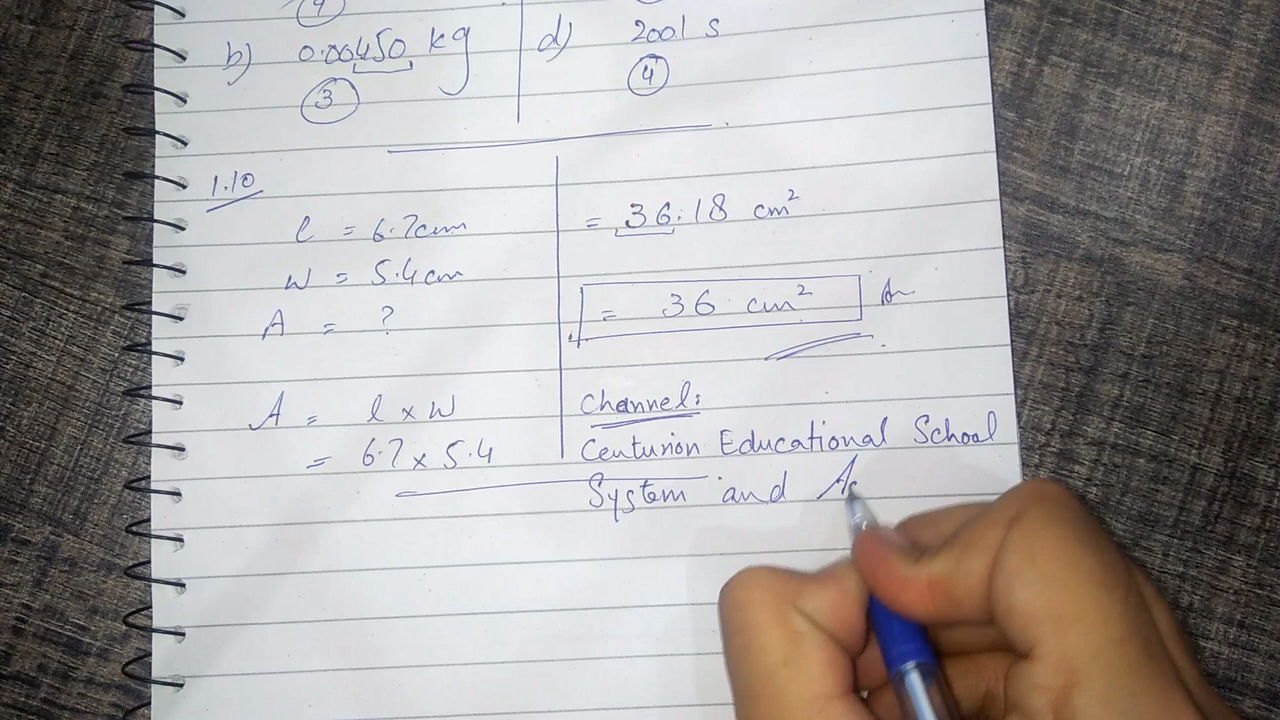 b) 0.00450 kg
3
d) 2001 s
4
1.10
l = 6.7cm
W = 5.4cm
A = ?
A = l × W
= 6.7 × 5.4
= 36.18 cm²
= 36 cm²
Channel:
Centurion Educational School
System and